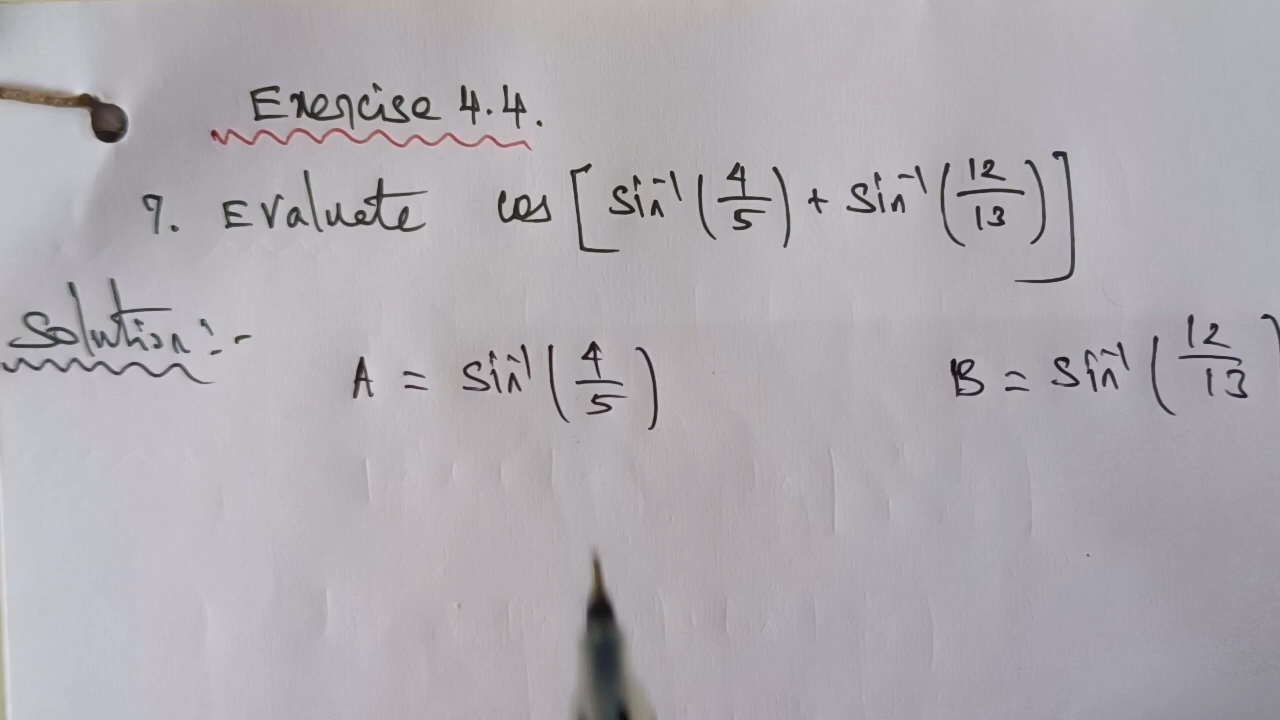 Exercise 4.4.
9. Evaluate cos [sin⁻¹(4/5) + sin⁻¹(12/13)]
Solution:-
A = sin⁻¹(4/5) B = sin⁻¹(12/13)